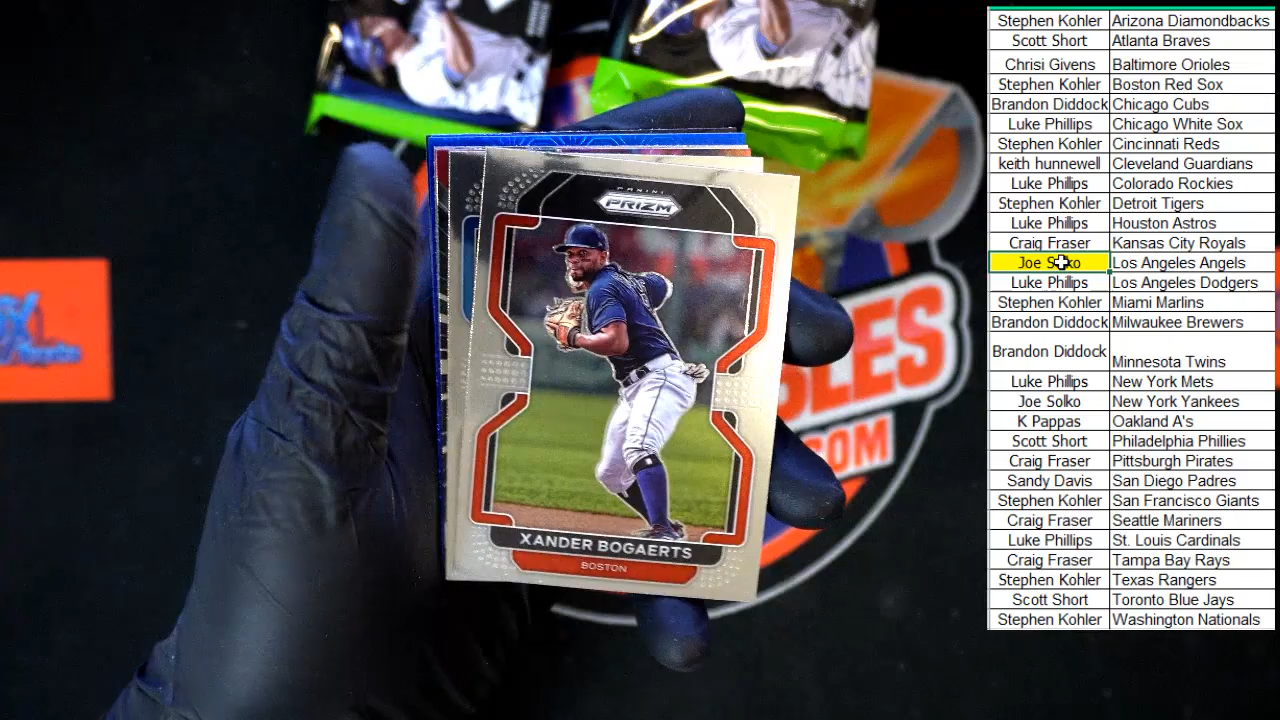 PANINI
PRIZM
XANDER BOGAERTS
BOSTON
BLES
.COM
Stephen Kohler Arizona Diamondbacks
Scott Short Atlanta Braves
Chrisi Givens Baltimore Orioles
Stephen Kohler Boston Red Sox
Brandon Diddock Chicago Cubs
Luke Phillips Chicago White Sox
Stephen Kohler Cincinnati Reds
keith hunnewell Cleveland Guardians
Luke Phillips Colorado Rockies
Stephen Kohler Detroit Tigers
Luke Phillips Houston Astros
Craig Fraser Kansas City Royals
Joe Solko Los Angeles Angels
Luke Phillips Los Angeles Dodgers
Stephen Kohler Miami Marlins
Brandon Diddock Milwaukee Brewers
Brandon Diddock Minnesota Twins
Luke Phillips New York Mets
Joe Solko New York Yankees
K Pappas Oakland A's
Scott Short Philadelphia Phillies
Craig Fraser Pittsburgh Pirates
Sandy Davis San Diego Padres
Stephen Kohler San Francisco Giants
Craig Fraser Seattle Mariners
Luke Phillips St. Louis Cardinals
Craig Fraser Tampa Bay Rays
Stephen Kohler Texas Rangers
Scott Short Toronto Blue Jays
Stephen Kohler Washington Nationals